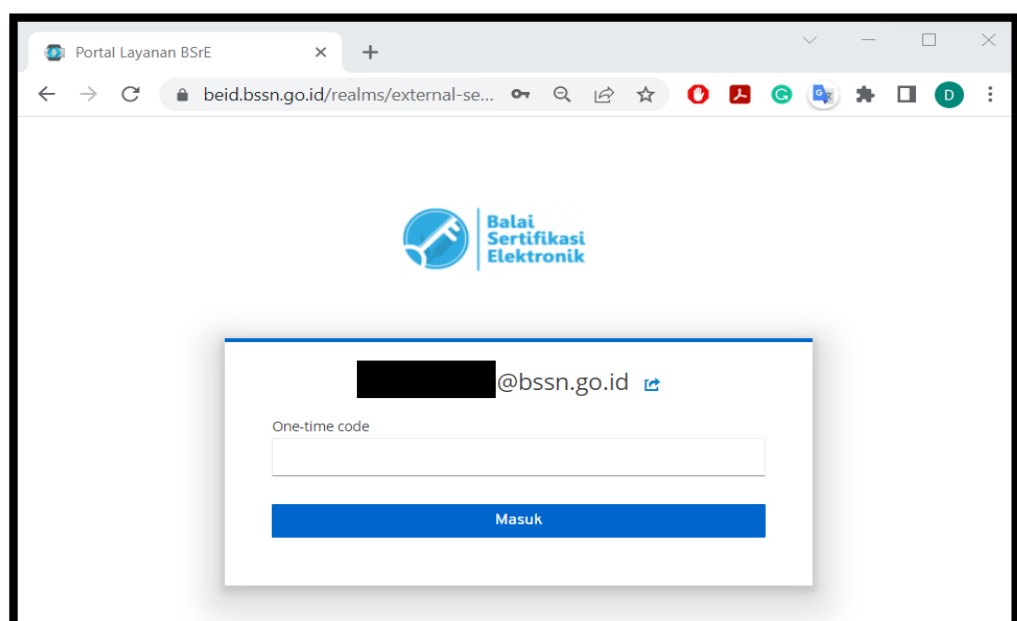 Portal Layanan BSrE
beid.bssn.go.id/realms/external-se...
D
Balai
Sertifikasi
Elektronik
@bssn.go.id
One-time code
Masuk